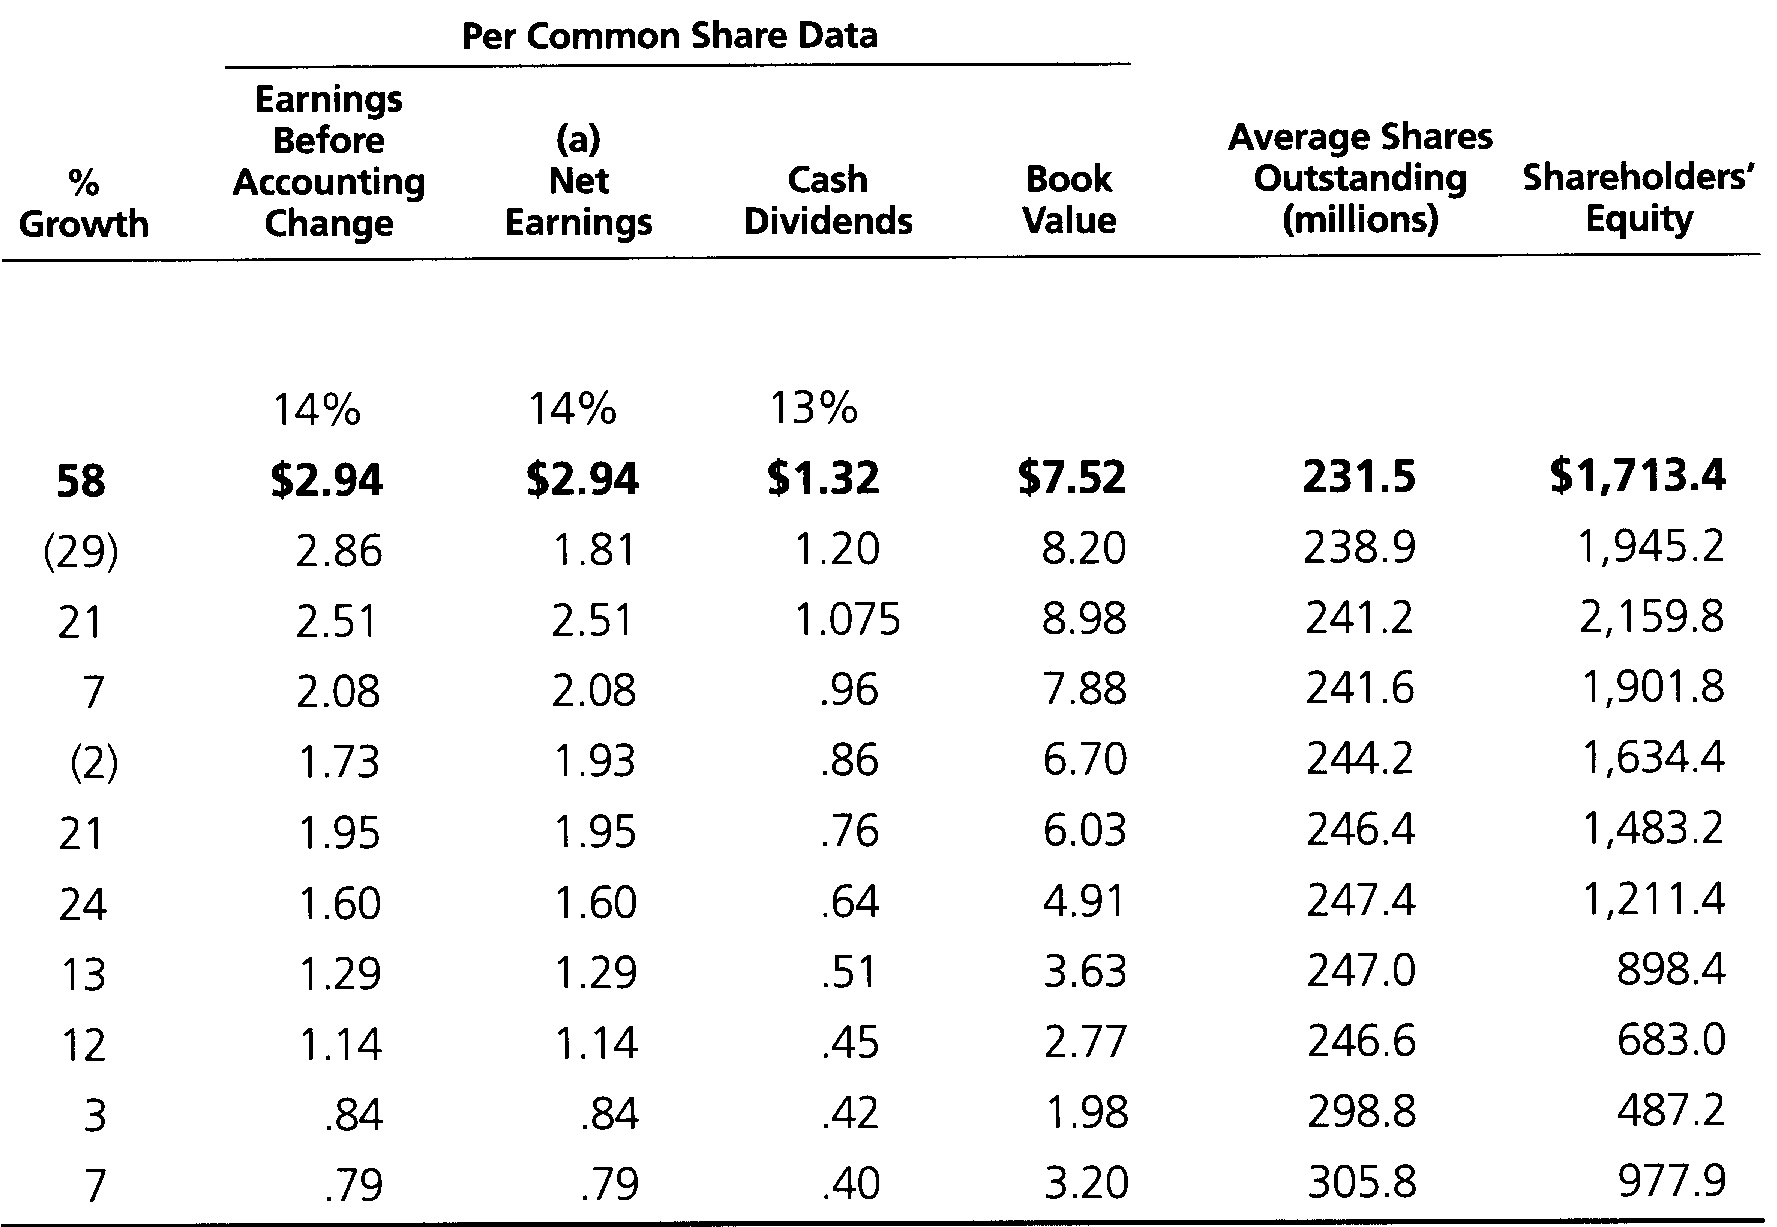 Per Common Share Data
Earnings
Before (a) Average Shares
% Accounting Net Cash Book Outstanding Shareholders'
Growth Change Earnings Dividends Value (millions) Equity
14% 14% 13%
58 $2.94 $2.94 $1.32 $7.52 231.5 $1,713.4
(29) 2.86 1.81 1.20 8.20 238.9 1,945.2
21 2.51 2.51 1.075 8.98 241.2 2,159.8
7 2.08 2.08 .96 7.88 241.6 1,901.8
(2) 1.73 1.93 .86 6.70 244.2 1,634.4
21 1.95 1.95 .76 6.03 246.4 1,483.2
24 1.60 1.60 .64 4.91 247.4 1,211.4
13 1.29 1.29 .51 3.63 247.0 898.4
12 1.14 1.14 .45 2.77 246.6 683.0
3 .84 .84 .42 1.98 298.8 487.2
7 .79 .79 .40 3.20 305.8 977.9